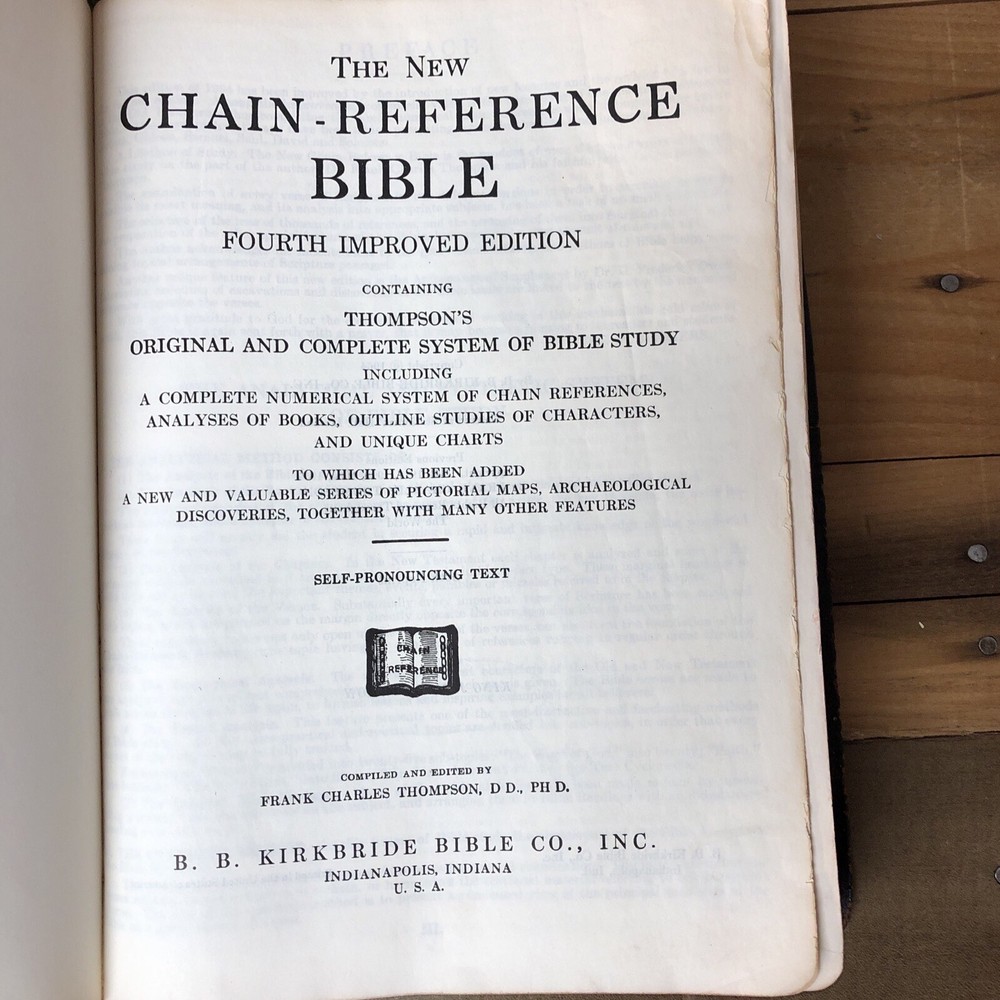 THE NEW
CHAIN-REFERENCE
BIBLE
FOURTH IMPROVED EDITION
CONTAINING
THOMPSON'S
ORIGINAL AND COMPLETE SYSTEM OF BIBLE STUDY
INCLUDING
A COMPLETE NUMERICAL SYSTEM OF CHAIN REFERENCES,
ANALYSES OF BOOKS, OUTLINE STUDIES OF CHARACTERS,
AND UNIQUE CHARTS
TO WHICH HAS BEEN ADDED
A NEW AND VALUABLE SERIES OF PICTORIAL MAPS, ARCHAEOLOGICAL
DISCOVERIES, TOGETHER WITH MANY OTHER FEATURES
SELF-PRONOUNCING TEXT
CHAIN
REFERENCE
COMPILED AND EDITED BY
FRANK CHARLES THOMPSON, D D., PH D.
B. B. KIRKBRIDE BIBLE CO., INC.
INDIANAPOLIS, INDIANA
U. S. A.